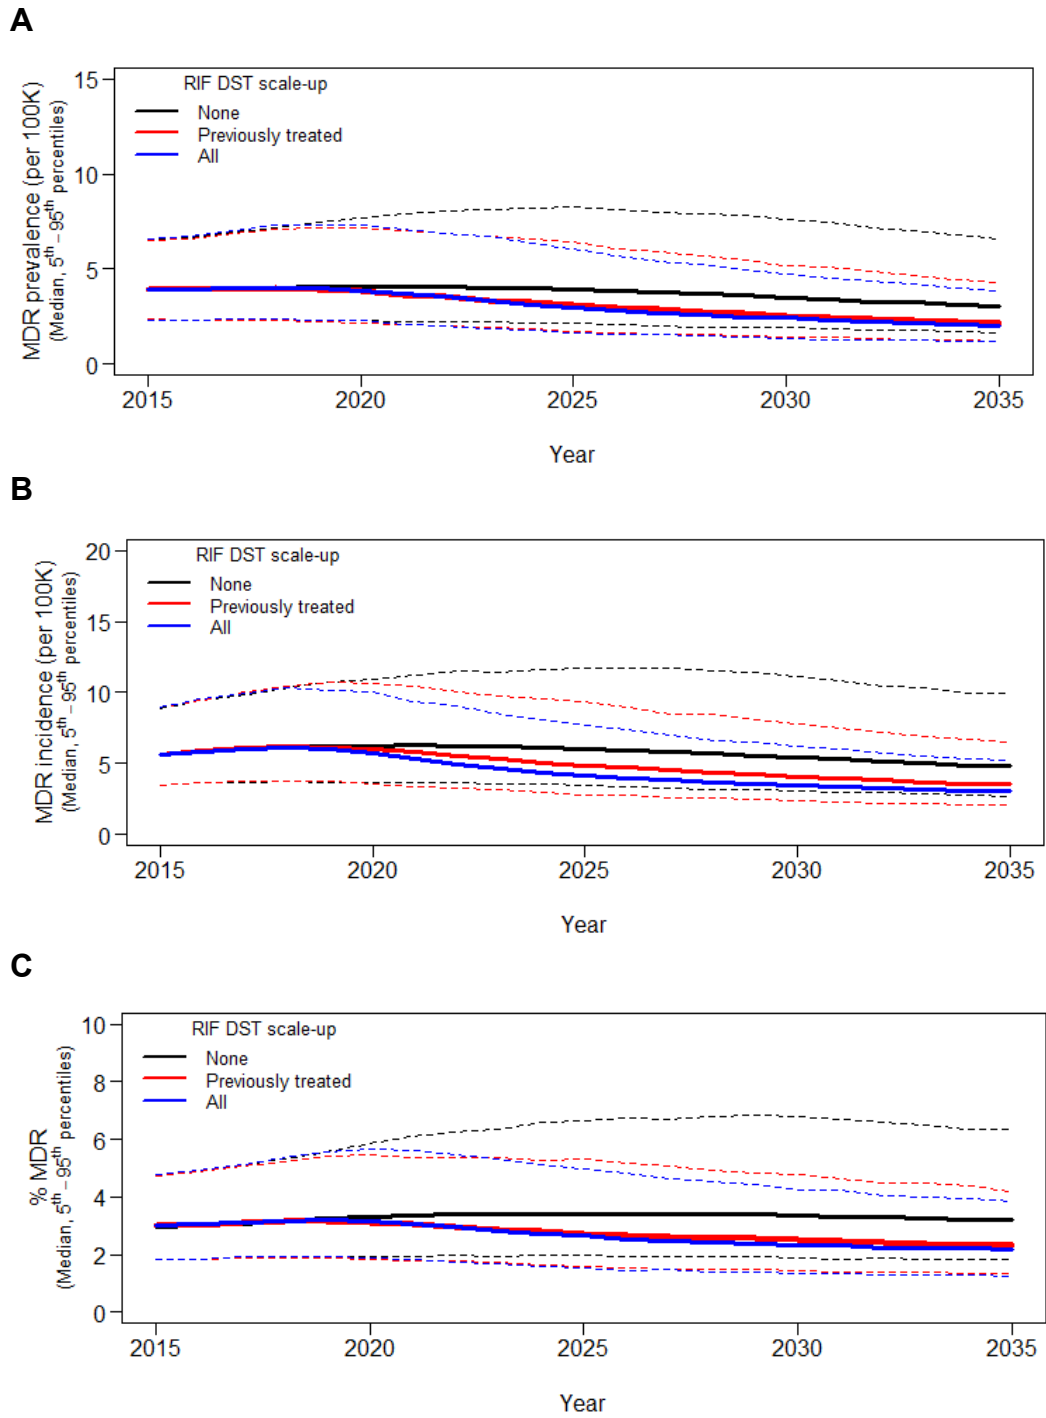 A
MDR prevalence (per 100K)
(Median, 5th – 95th percentiles)
15
10
5
0
RIF DST scale-up
None
Previously treated
All
2015 2020 2025 2030 2035
Year
B
MDR incidence (per 100K)
(Median, 5th – 95th percentiles)
20
15
10
5
0
RIF DST scale-up
None
Previously treated
All
2015 2020 2025 2030 2035
Year
C
% MDR
(Median, 5th – 95th percentiles)
10
8
6
4
2
0
RIF DST scale-up
None
Previously treated
All
2015 2020 2025 2030 2035
Year